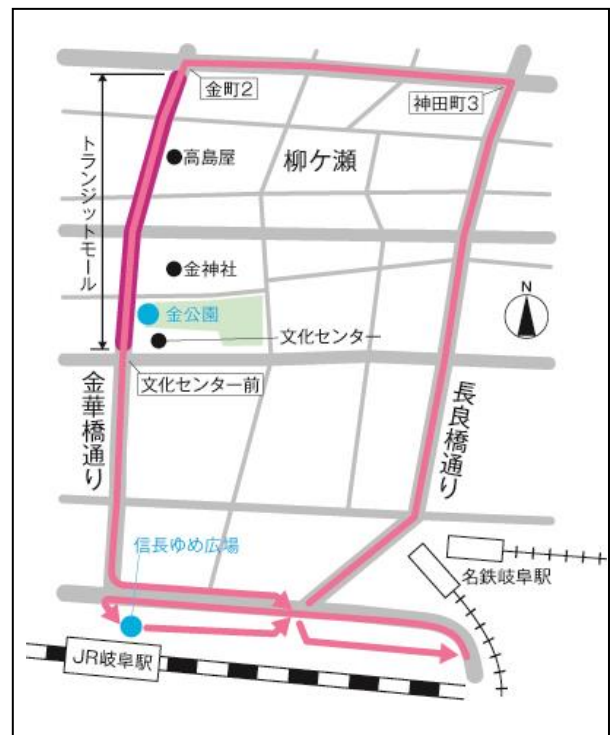 金町2
神田町3
トランジットモール
高島屋
柳ケ瀬
金神社
N
金公園
文化センター
文化センター前
金華橋通り
長良橋通り
信長ゆめ広場
名鉄岐阜駅
JR岐阜駅